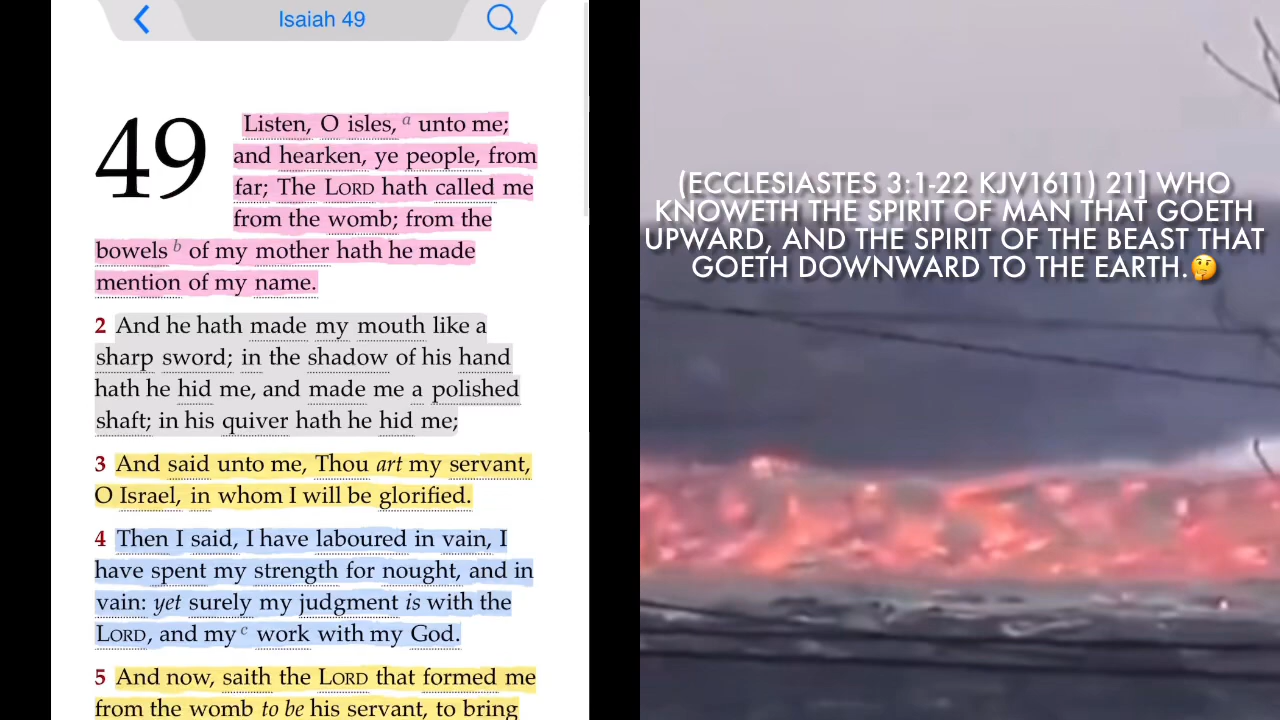 Isaiah 49
49
Listen, O isles, a unto me;
and hearken, ye people, from
far; The LORD hath called me
from the womb; from the
bowels b of my mother hath he made
mention of my name.
2 And he hath made my mouth like a
sharp sword; in the shadow of his hand
hath he hid me, and made me a polished
shaft; in his quiver hath he hid me;
3 And said unto me, Thou art my servant,
O Israel, in whom I will be glorified.
4 Then I said, I have laboured in vain, I
have spent my strength for nought, and in
vain: yet surely my judgment is with the
LORD, and my c work with my God.
5 And now, saith the LORD that formed me
from the womb to be his servant, to bring
(ECCLESIASTES 3:1-22 KJV1611) 21] WHO
KNOWETH THE SPIRIT OF MAN THAT GOETH
UPWARD, AND THE SPIRIT OF THE BEAST THAT
GOETH DOWNWARD TO THE EARTH.🤔